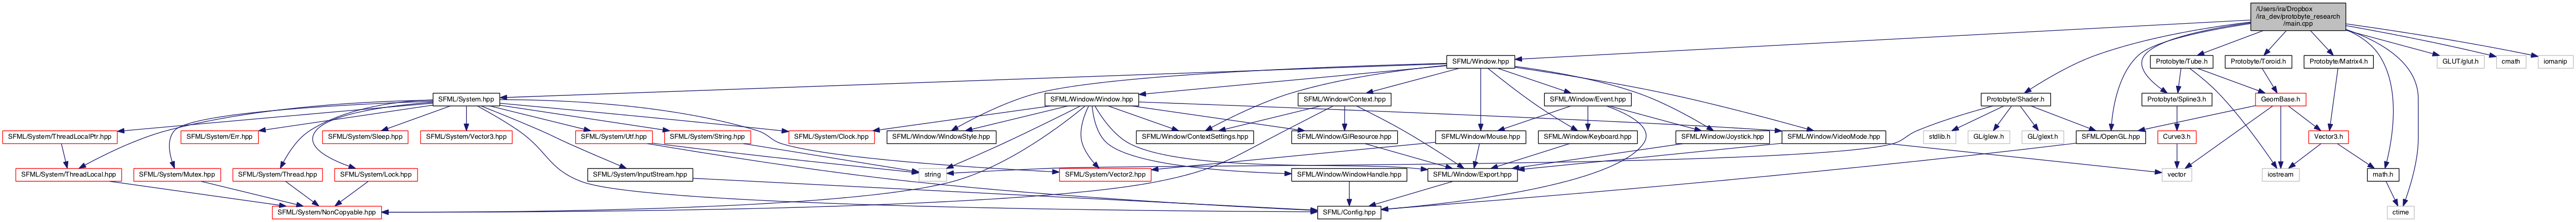 /Users/ira/Dropbox
/ira_dev/protobyte_research
/main.cpp
SFML/Window.hpp
Protobyte/Tube.h
Protobyte/Toroid.h
Protobyte/Matrix4.h
GLUT/glut.h
cmath
iomanip
SFML/System.hpp
SFML/Window/Window.hpp
SFML/Window/Context.hpp
SFML/Window/Event.hpp
Protobyte/Shader.h
Protobyte/Spline3.h
GeomBase.h
SFML/System/ThreadLocalPtr.hpp
SFML/System/Err.hpp
SFML/System/Sleep.hpp
SFML/System/Vector3.hpp
SFML/System/Utf.hpp
SFML/System/String.hpp
SFML/System/Clock.hpp
SFML/Window/WindowStyle.hpp
SFML/Window/ContextSettings.hpp
SFML/Window/GlResource.hpp
SFML/Window/Mouse.hpp
SFML/Window/Keyboard.hpp
SFML/Window/Joystick.hpp
SFML/Window/VideoMode.hpp
stdlib.h
GL/glew.h
GL/glext.h
SFML/OpenGL.hpp
Curve3.h
Vector3.h
SFML/System/ThreadLocal.hpp
SFML/System/Mutex.hpp
SFML/System/Thread.hpp
SFML/System/Lock.hpp
SFML/System/InputStream.hpp
string
SFML/System/Vector2.hpp
SFML/Window/WindowHandle.hpp
SFML/Window/Export.hpp
vector
iostream
math.h
SFML/System/NonCopyable.hpp
SFML/Config.hpp
ctime